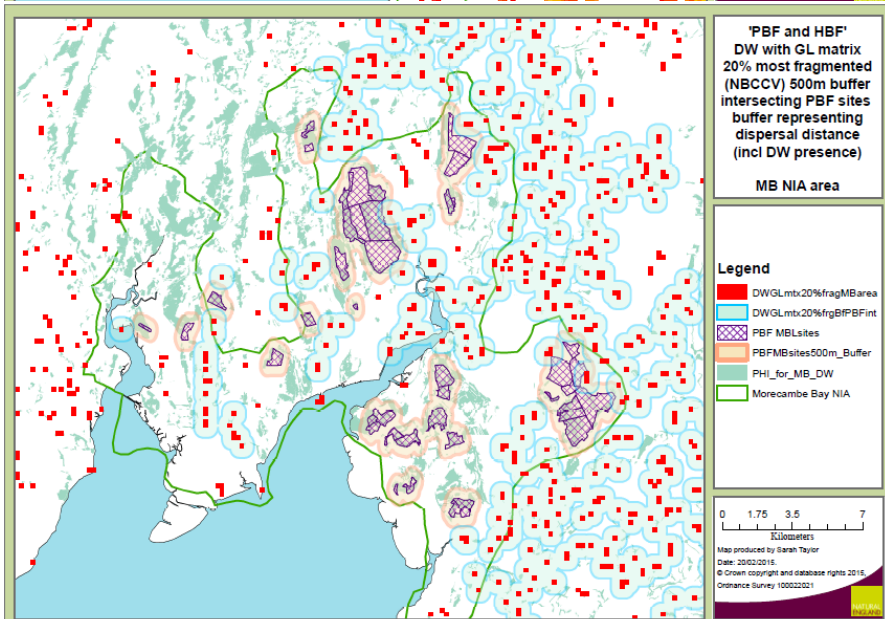 'PBF and HBF'
DW with GL matrix
20% most fragmented
(NBCCV) 500m buffer
intersecting PBF sites
buffer representing
dispersal distance
(incl DW presence)
MB NIA area
Legend
DWGLmtx20%fragMBarea
DWGLmtx20%frgBfPBFint
PBF MBLsites
PBFMBsites500m_Buffer
PHI_for_MB_DW
Morecambe Bay NIA
0 1.75 3.5 7
Kilometers
Map produced by Sarah Taylor
Date: 20/02/2015.
© Crown copyright and database rights 2015,
Ordnance Survey 100022021
NATURAL
ENGLAND